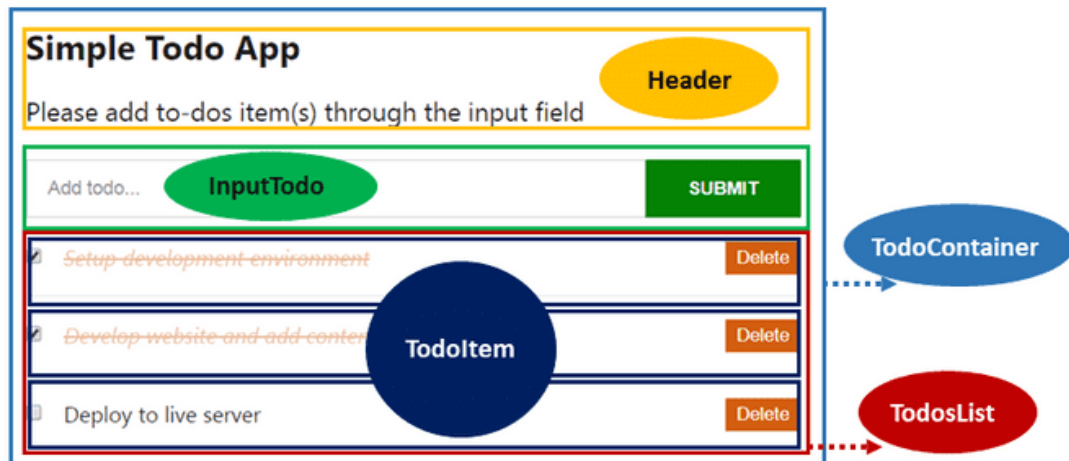 Simple Todo App
Header
Please add to-dos item(s) through the input field
Add todo...
InputTodo
SUBMIT
TodoContainer
Setup development environment
Delete
Develop website and add
Delete
TodoItem
Deploy to live server
Delete
TodosList